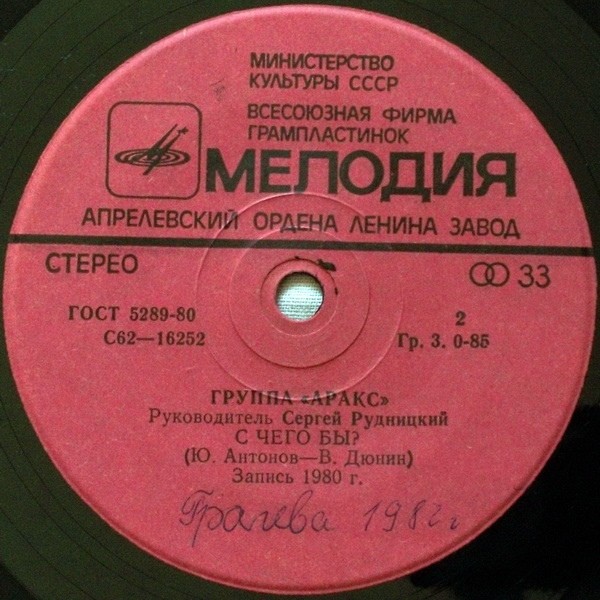 МИНИСТЕРСТВО
КУЛЬТУРЫ СССР
ВСЕСОЮЗНАЯ ФИРМА
ГРАМПЛАСТИНОК
МЕЛОДИЯ
АПРЕЛЕВСКИЙ ОРДЕНА ЛЕНИНА ЗАВОД
СТЕРЕО
33
ГОСТ 5289-80
С62—16252
2
Гр. 3. 0-85
ГРУППА «АРАКС»
Руководитель Сергей Рудницкий
С ЧЕГО БЫ?
(Ю. Антонов—В. Дюнин)
Запись 1980 г.
1982 г